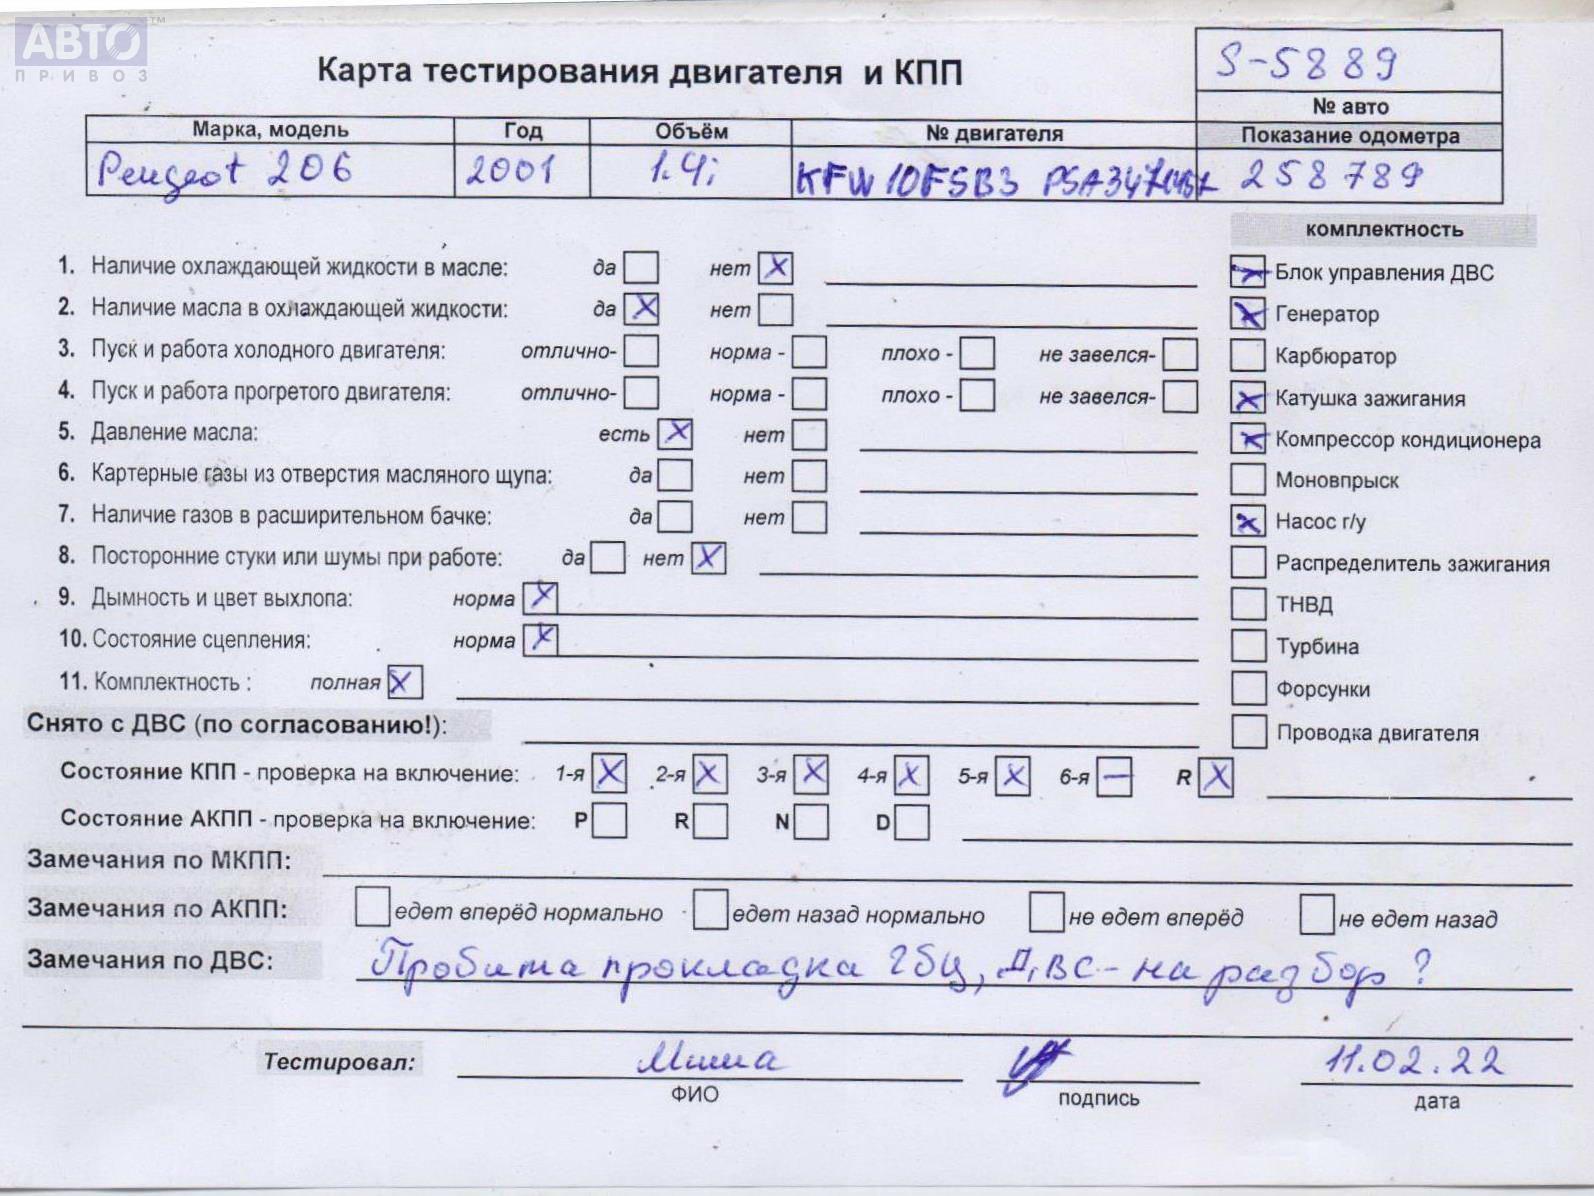 АВТО™
ПРИВОЗ
Карта тестирования двигателя и КПП
S-5889
№ авто
Марка, модель Год Объём № двигателя Показание одометра
Peugeot 206 2001 1.4i KFW 10FSB3 258789
комплектность
1. Наличие охлаждающей жидкости в масле: да нет X Блок управления ДВС
2. Наличие масла в охлаждающей жидкости: да X нет X Генератор
3. Пуск и работа холодного двигателя: отлично- норма - плохо - не завелся- Карбюратор
4. Пуск и работа прогретого двигателя: отлично- норма - плохо - не завелся- X Катушка зажигания
5. Давление масла: есть X нет X Компрессор кондиционера
6. Картерные газы из отверстия масляного щупа: да нет Моновпрыск
7. Наличие газов в расширительном бачке: да нет X Насос г/у
8. Посторонние стуки или шумы при работе: да нет X Распределитель зажигания
9. Дымность и цвет выхлопа: норма X ТНВД
10. Состояние сцепления: норма X Турбина
11. Комплектность : полная X Форсунки
Снято с ДВС (по согласованию!): Проводка двигателя
Состояние КПП - проверка на включение: 1-я X 2-я X 3-я X 4-я X 5-я X 6-я — R X
Состояние АКПП - проверка на включение: P R N D
Замечания по МКПП:
Замечания по АКПП: едет вперёд нормально едет назад нормально не едет вперёд не едет назад
Замечания по ДВС: Пробита прокладка гбц, ДВС - на разбор ?
Тестировал: Миша 11.02.22
ФИО подпись дата